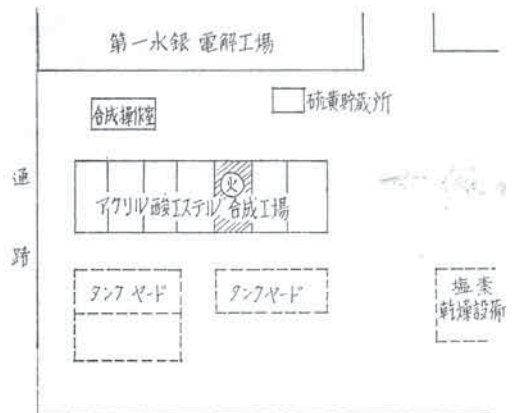 第一水銀電解工場
硫黄貯蔵所
合成操作室
火
アクリル酸エステル合成工場
通路
タンクヤード
タンクヤード
塩素
乾燥設備